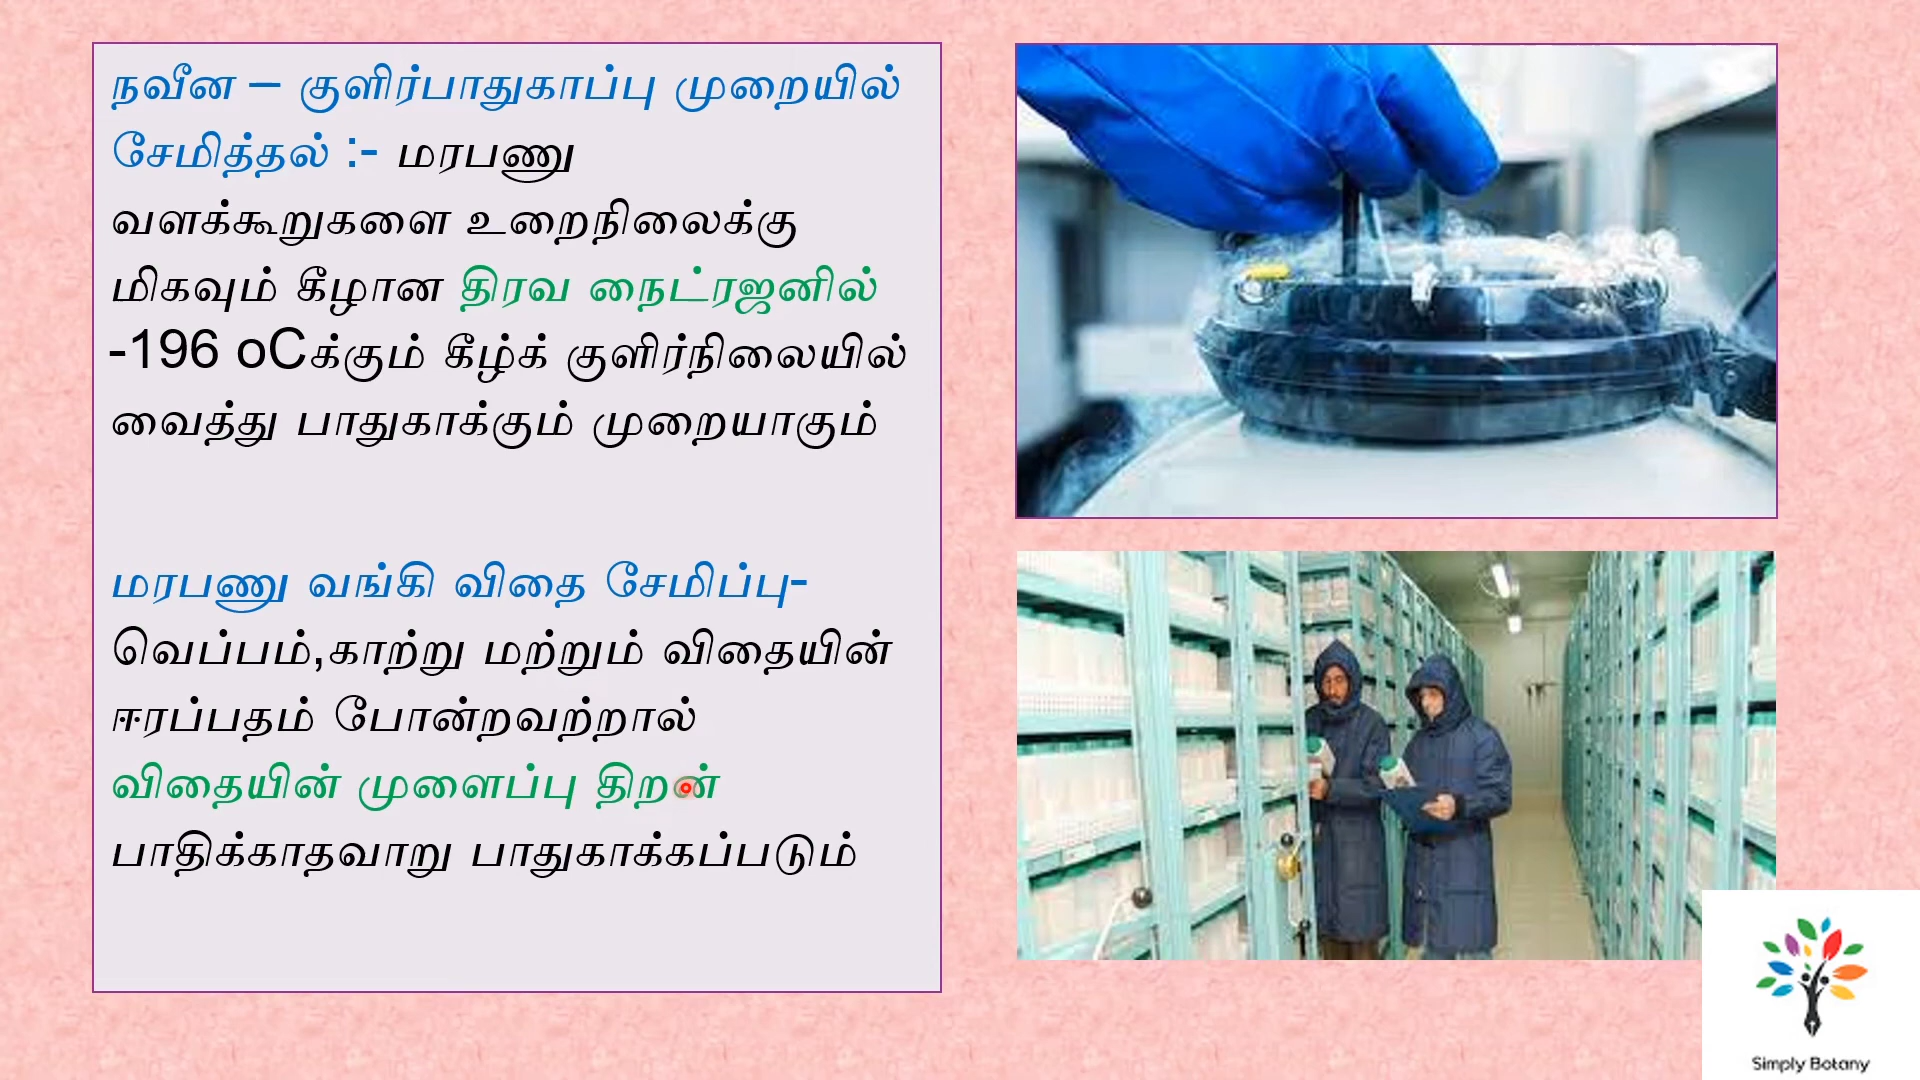 நவீன – குளிர்பாதுகாப்பு முறையில்
சேமித்தல் :- மரபணு
வளக்கூறுகளை உறைநிலைக்கு
மிகவும் கீழான திரவ நைட்ரஜனில்
-196 oCக்கும் கீழ்க் குளிர்நிலையில்
வைத்து பாதுகாக்கும் முறையாகும்
மரபணு வங்கி விதை சேமிப்பு-
வெப்பம்,காற்று மற்றும் விதையின்
ஈரப்பதம் போன்றவற்றால்
விதையின் முளைப்பு திறன்
பாதிக்காதவாறு பாதுகாக்கப்படும்
Simply Botany